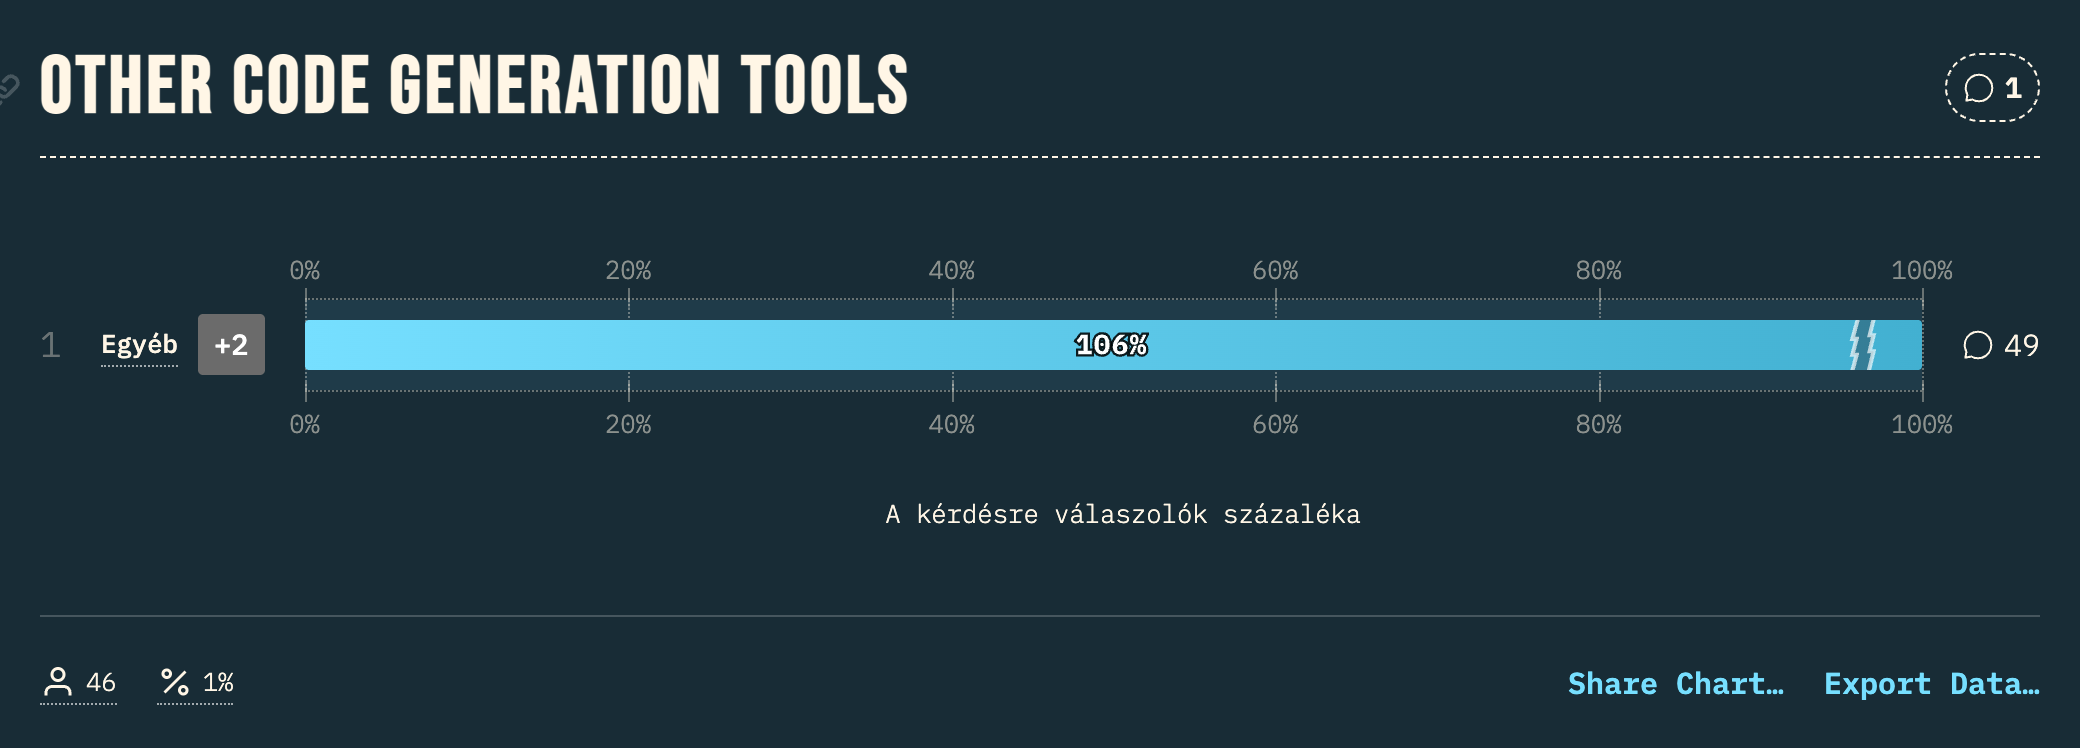 OTHER CODE GENERATION TOOLS
1
0% 20% 40% 60% 80% 100%
1 Egyéb +2 106% 49
0% 20% 40% 60% 80% 100%
A kérdésre válaszolók százaléka
46 1% Share Chart… Export Data…